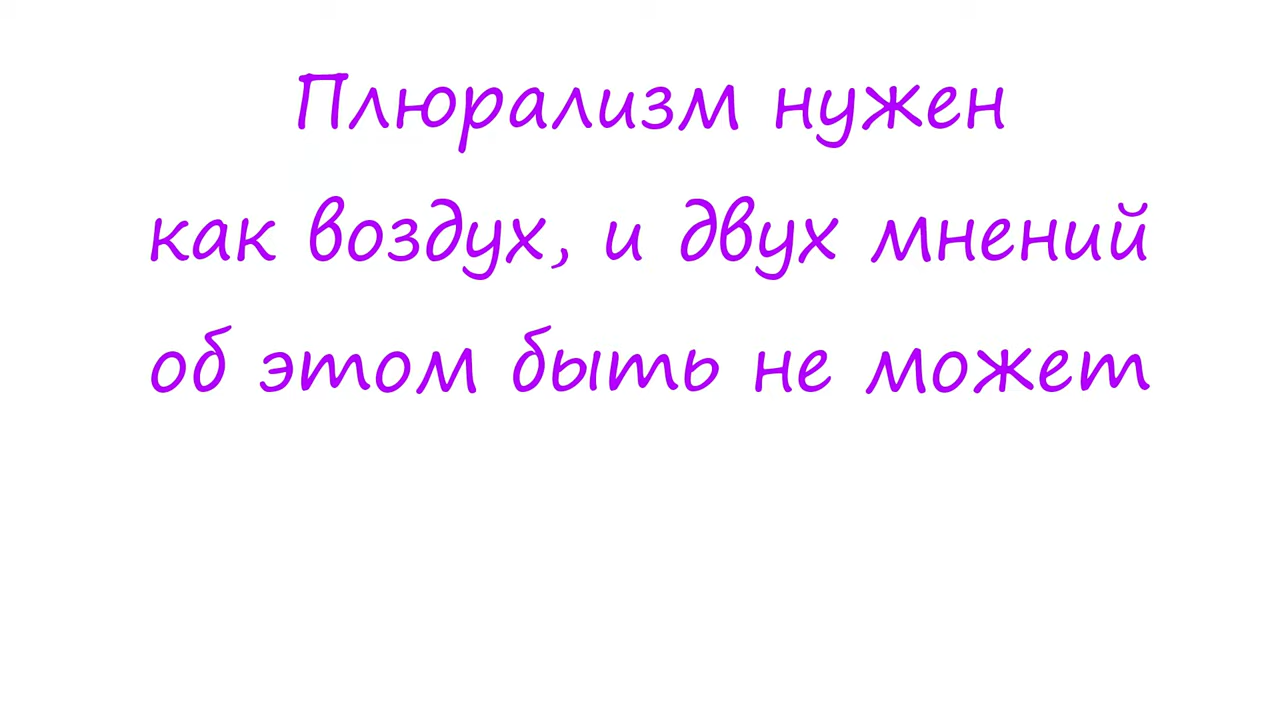 Плюрализм нужен
как воздух, и двух мнений
об этом быть не может